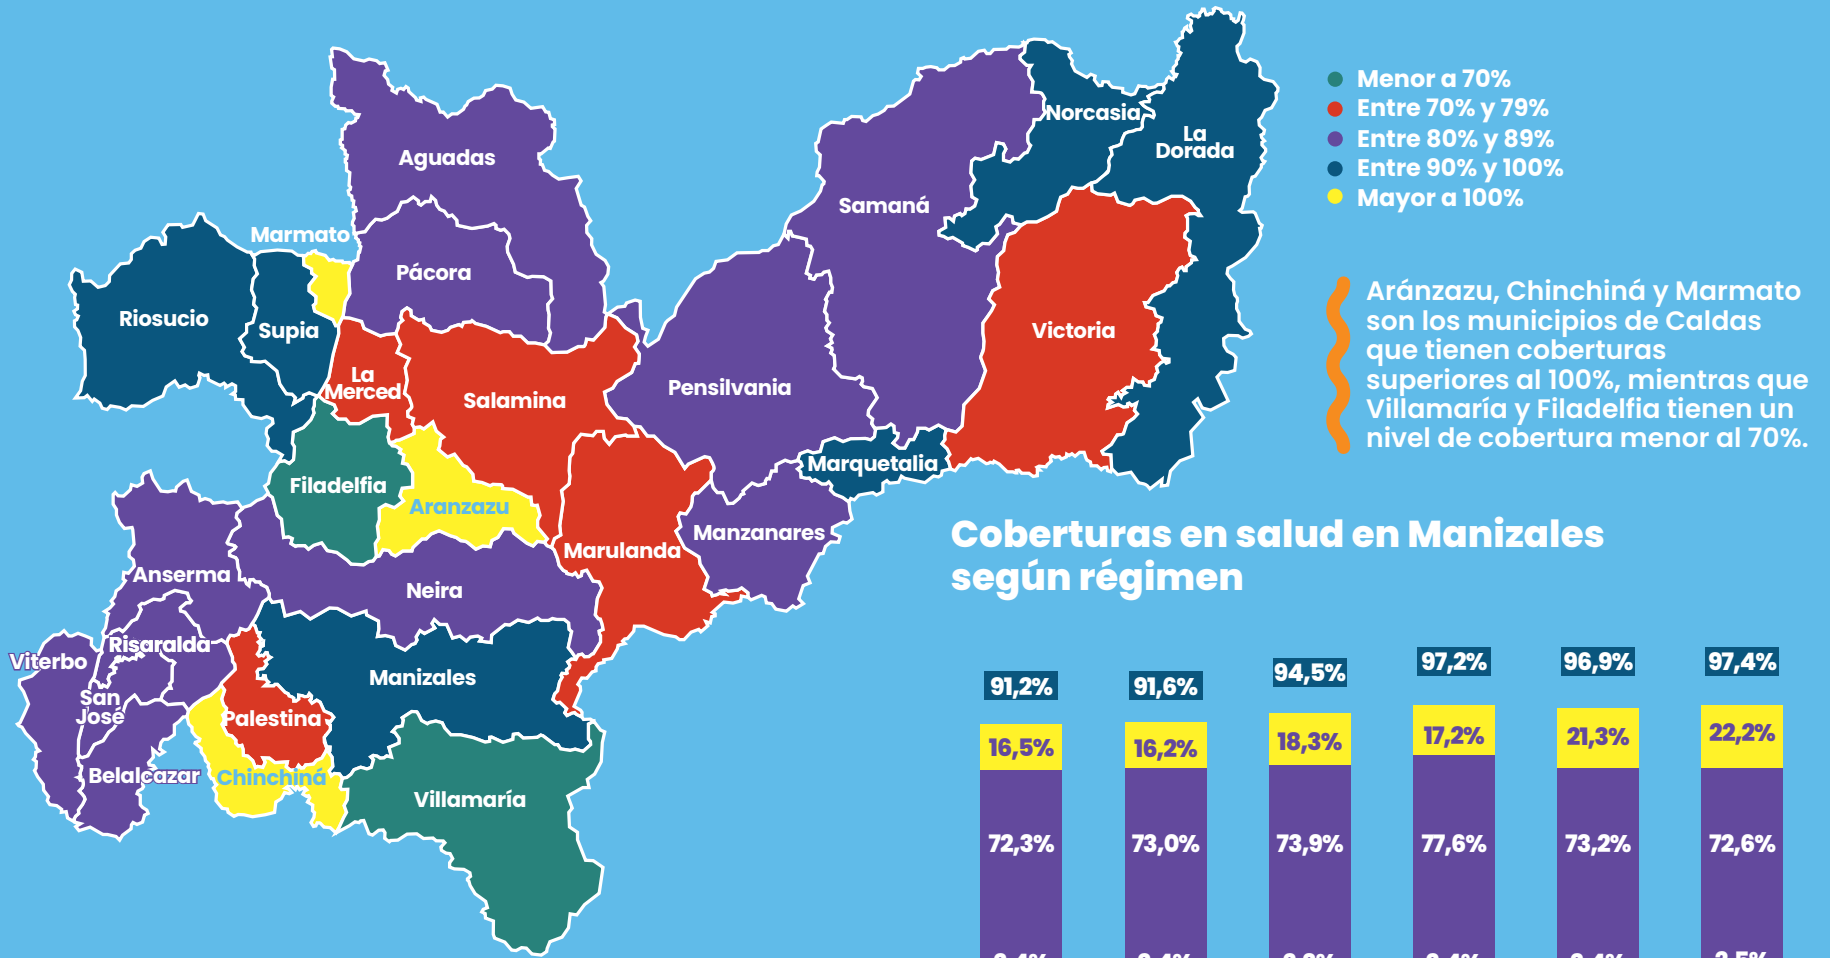 Aguadas
Marmato
Pácora
Riosucio
Supia
La
Merced
Salamina
Filadelfia
Aranzazu
Marulanda
Anserma
Neira
Risaralda
Viterbo
San
José
Palestina
Manizales
Belalcazar
Chinchiná
Villamaría
Samaná
Norcasia
La
Dorada
Victoria
Pensilvania
Marquetalia
Manzanares
Menor a 70%
Entre 70% y 79%
Entre 80% y 89%
Entre 90% y 100%
Mayor a 100%
Aránzazu, Chinchiná y Marmato
son los municipios de Caldas
que tienen coberturas
superiores al 100%, mientras que
Villamaría y Filadelfia tienen un
nivel de cobertura menor al 70%.
Coberturas en salud en Manizales
según régimen
91,2% 91,6% 94,5% 97,2% 96,9% 97,4%
16,5% 16,2% 18,3% 17,2% 21,3% 22,2%
72,3% 73,0% 73,9% 77,6% 73,2% 72,6%